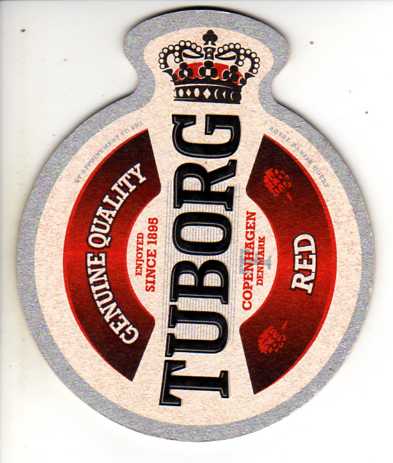 GENUINE QUALITY
ENJOYED
SINCE 1895
TUBORG
COPENHAGEN
DENMARK
RED